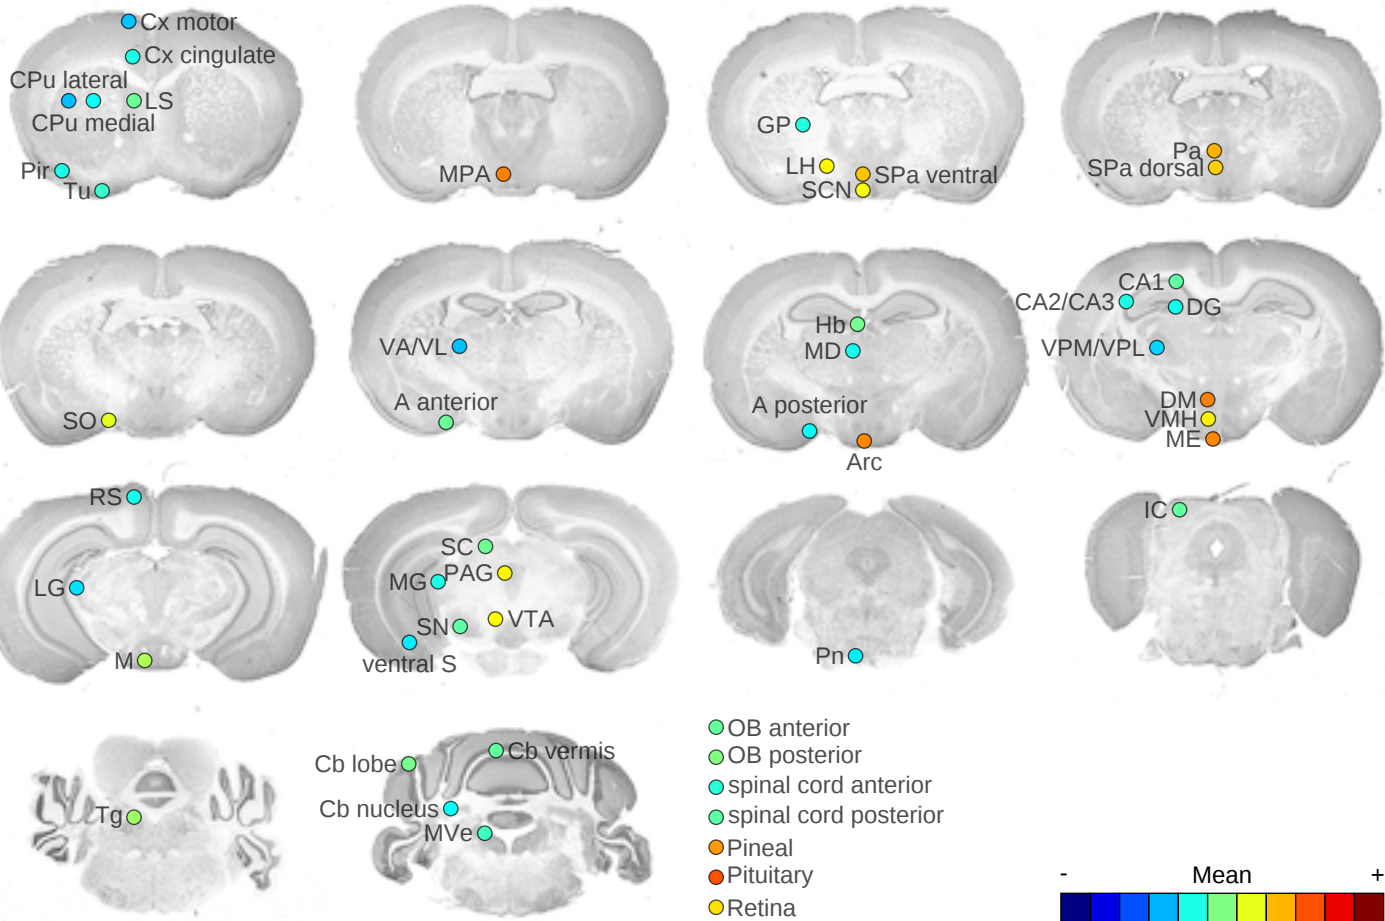 Cx motor
Cx cingulate
CPu lateral
LS
CPu medial
Pir
Tu
MPA
GP
LH
SPa ventral
SCN
Pa
SPa dorsal
SO
VA/VL
A anterior
Hb
MD
A posterior
Arc
CA1
CA2/CA3
DG
VPM/VPL
DM
VMH
ME
RS
LG
M
SC
MG
PAG
SN
VTA
ventral S
Pn
IC
Tg
Cb lobe
Cb vermis
Cb nucleus
MVe
OB anterior
OB posterior
spinal cord anterior
spinal cord posterior
Pineal
Pituitary
Retina
- Mean +